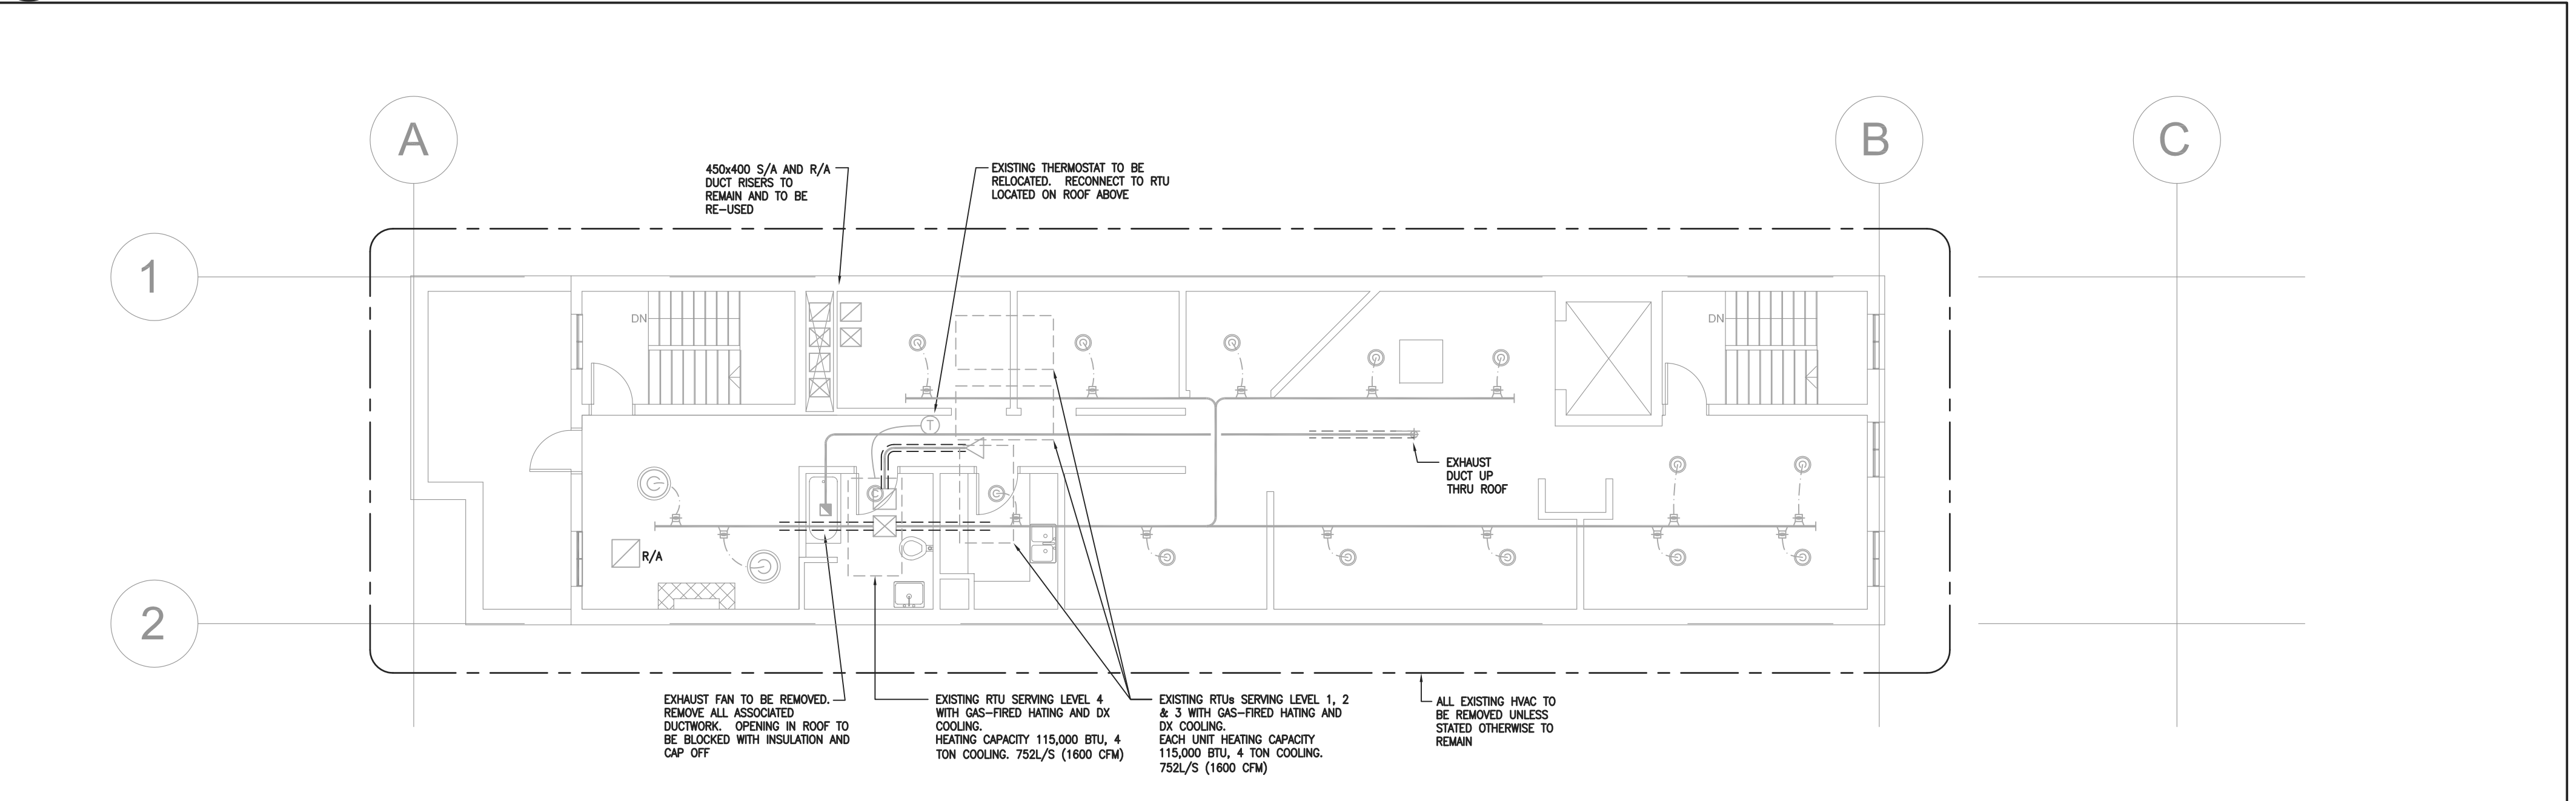 A
B
C
1
2
450x400 S/A AND R/A
DUCT RISERS TO
REMAIN AND TO BE
RE-USED
EXISTING THERMOSTAT TO BE
RELOCATED. RECONNECT TO RTU
LOCATED ON ROOF ABOVE
DN
DN
T
EXHAUST
DUCT UP
THRU ROOF
R/A
EXHAUST FAN TO BE REMOVED.
REMOVE ALL ASSOCIATED
DUCTWORK. OPENING IN ROOF TO
BE BLOCKED WITH INSULATION AND
CAP OFF
EXISTING RTU SERVING LEVEL 4
WITH GAS-FIRED HATING AND DX
COOLING.
HEATING CAPACITY 115,000 BTU, 4
TON COOLING. 752L/S (1600 CFM)
EXISTING RTUs SERVING LEVEL 1, 2
& 3 WITH GAS-FIRED HATING AND
DX COOLING.
EACH UNIT HEATING CAPACITY
115,000 BTU, 4 TON COOLING.
752L/S (1600 CFM)
ALL EXISTING HVAC TO
BE REMOVED UNLESS
STATED OTHERWISE TO
REMAIN